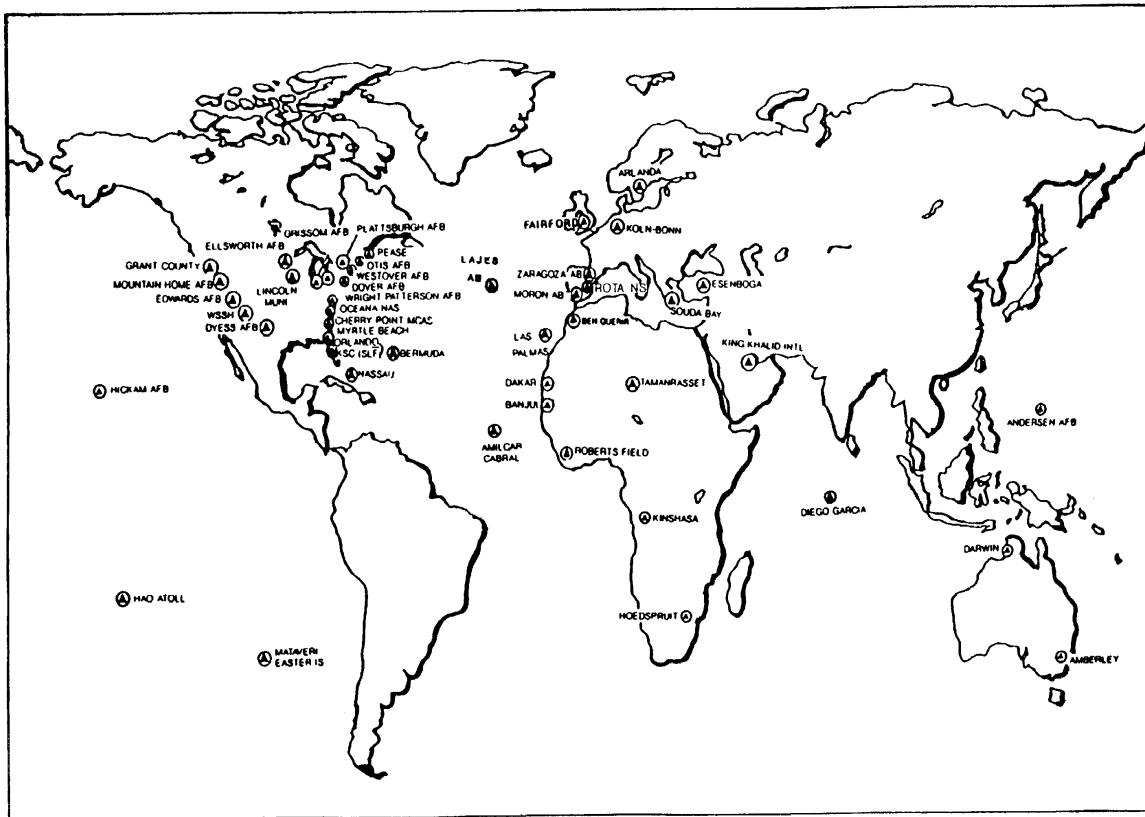 ARLANDA
FAIRFORD
KOLN-BONN
GRISSOM AFB
PLATTSBURGH AFB
ELLSWORTH AFB
PEASE
OTIS AFB
WESTOVER AFB
DOVER AFB
GRANT COUNTY
MOUNTAIN HOME AFB
LINCOLN
MUNI
EDWARDS AFB
WRIGHT PATTERSON AFB
WSSH
OCEANA NAS
DYESS AFB
CHERRY POINT MCAS
MYRTLE BEACH
ORLANDO
KSC (SLF)
BERMUDA
NASSAU
LAJES
AB
ZARAGOZA AB
ROTA NS
MORON AB
ESENBOGA
SOUDA BAY
BEN GUERIR
LAS
PALMAS
KING KHALID INTL
HICKAM AFB
DAKAR
TAMANRASSET
BANJUL
ANDERSEN AFB
AMILCAR
CABRAL
ROBERTS FIELD
DIEGO GARCIA
KINSHASA
DARWIN
HAO ATOLL
HOEDSPRUIT
MATAVERI
EASTER IS
AMBERLEY